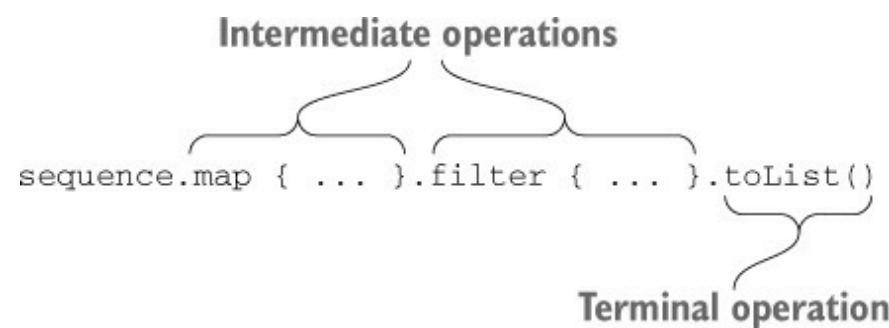 Intermediate operations
sequence.map { ... }.filter { ... }.toList()
Terminal operation